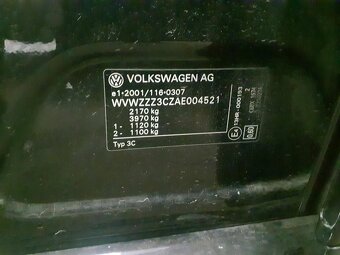 VOLKSWAGEN AG
e1*2001/116*0307
WVWZZZ3CZAE004521
2170 kg
3970 kg
1 - 1120 kg
2 - 1100 kg
Typ 3C